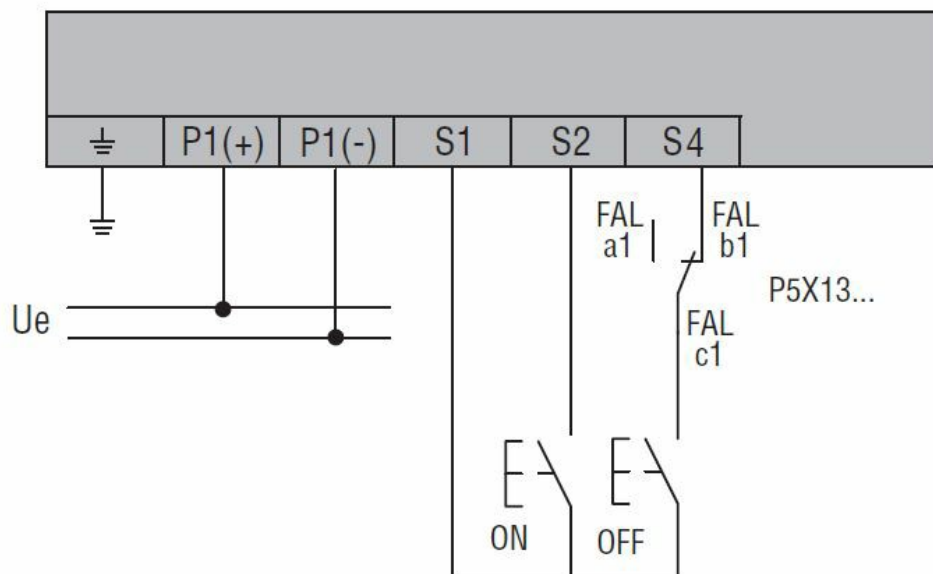 P1(+) P1(-) S1 S2 S4
FAL
a1
FAL
b1
P5X13...
Ue
FAL
c1
ON
OFF